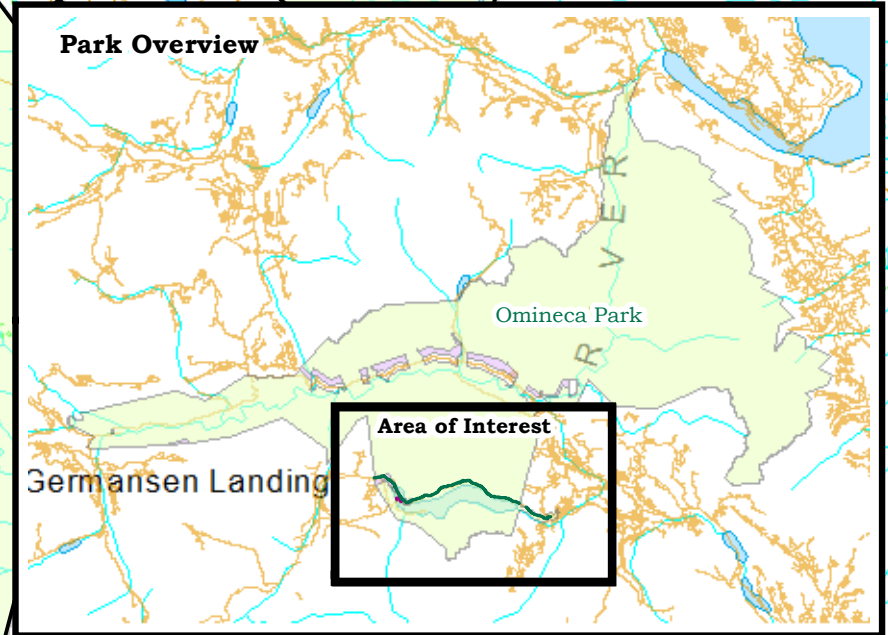 Park Overview
R
E
V
Omineca Park
R
Area of Interest
Germansen Landing